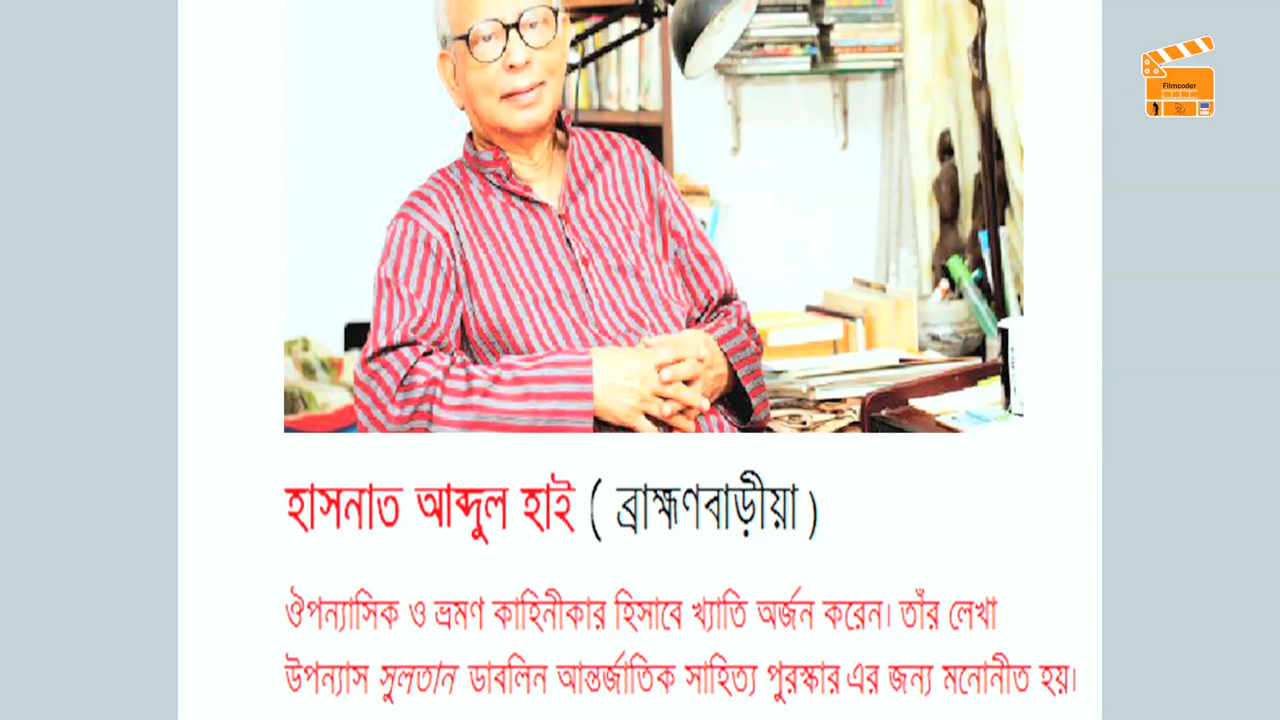 Filmcoder
হাসনাত আব্দুল হাই ( ব্রাহ্মণবাড়ীয়া )
ঔপন্যাসিক ও ভ্রমণ কাহিনীকার হিসাবে খ্যাতি অর্জন করেন। তাঁর লেখা
উপন্যাস সুলতান ডাবলিন আন্তর্জাতিক সাহিত্য পুরস্কার এর জন্য মনোনীত হয়।